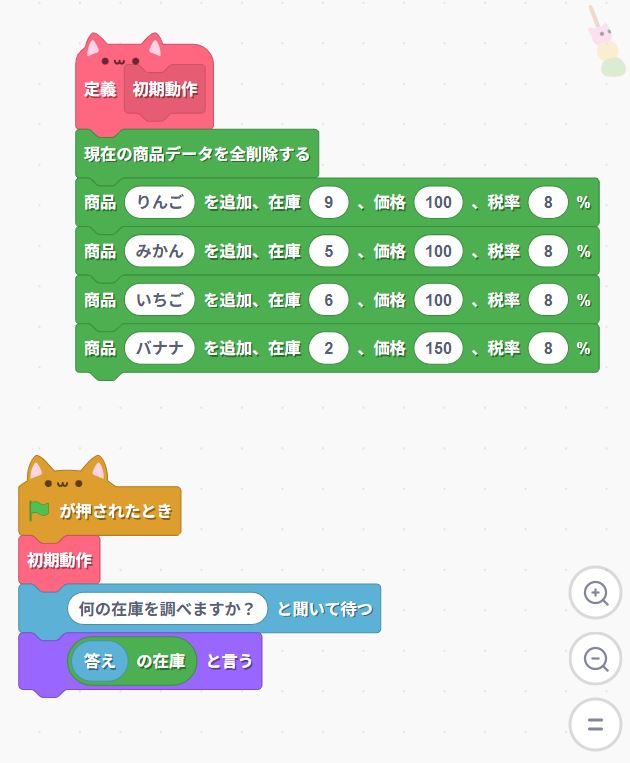 定義 初期動作
現在の商品データを全削除する
商品 りんご を追加、在庫 9 、価格 100 、税率 8 %
商品 みかん を追加、在庫 5 、価格 100 、税率 8 %
商品 いちご を追加、在庫 6 、価格 100 、税率 8 %
商品 バナナ を追加、在庫 2 、価格 150 、税率 8 %
が押されたとき
初期動作
何の在庫を調べますか？ と聞いて待つ
答え の在庫 と言う